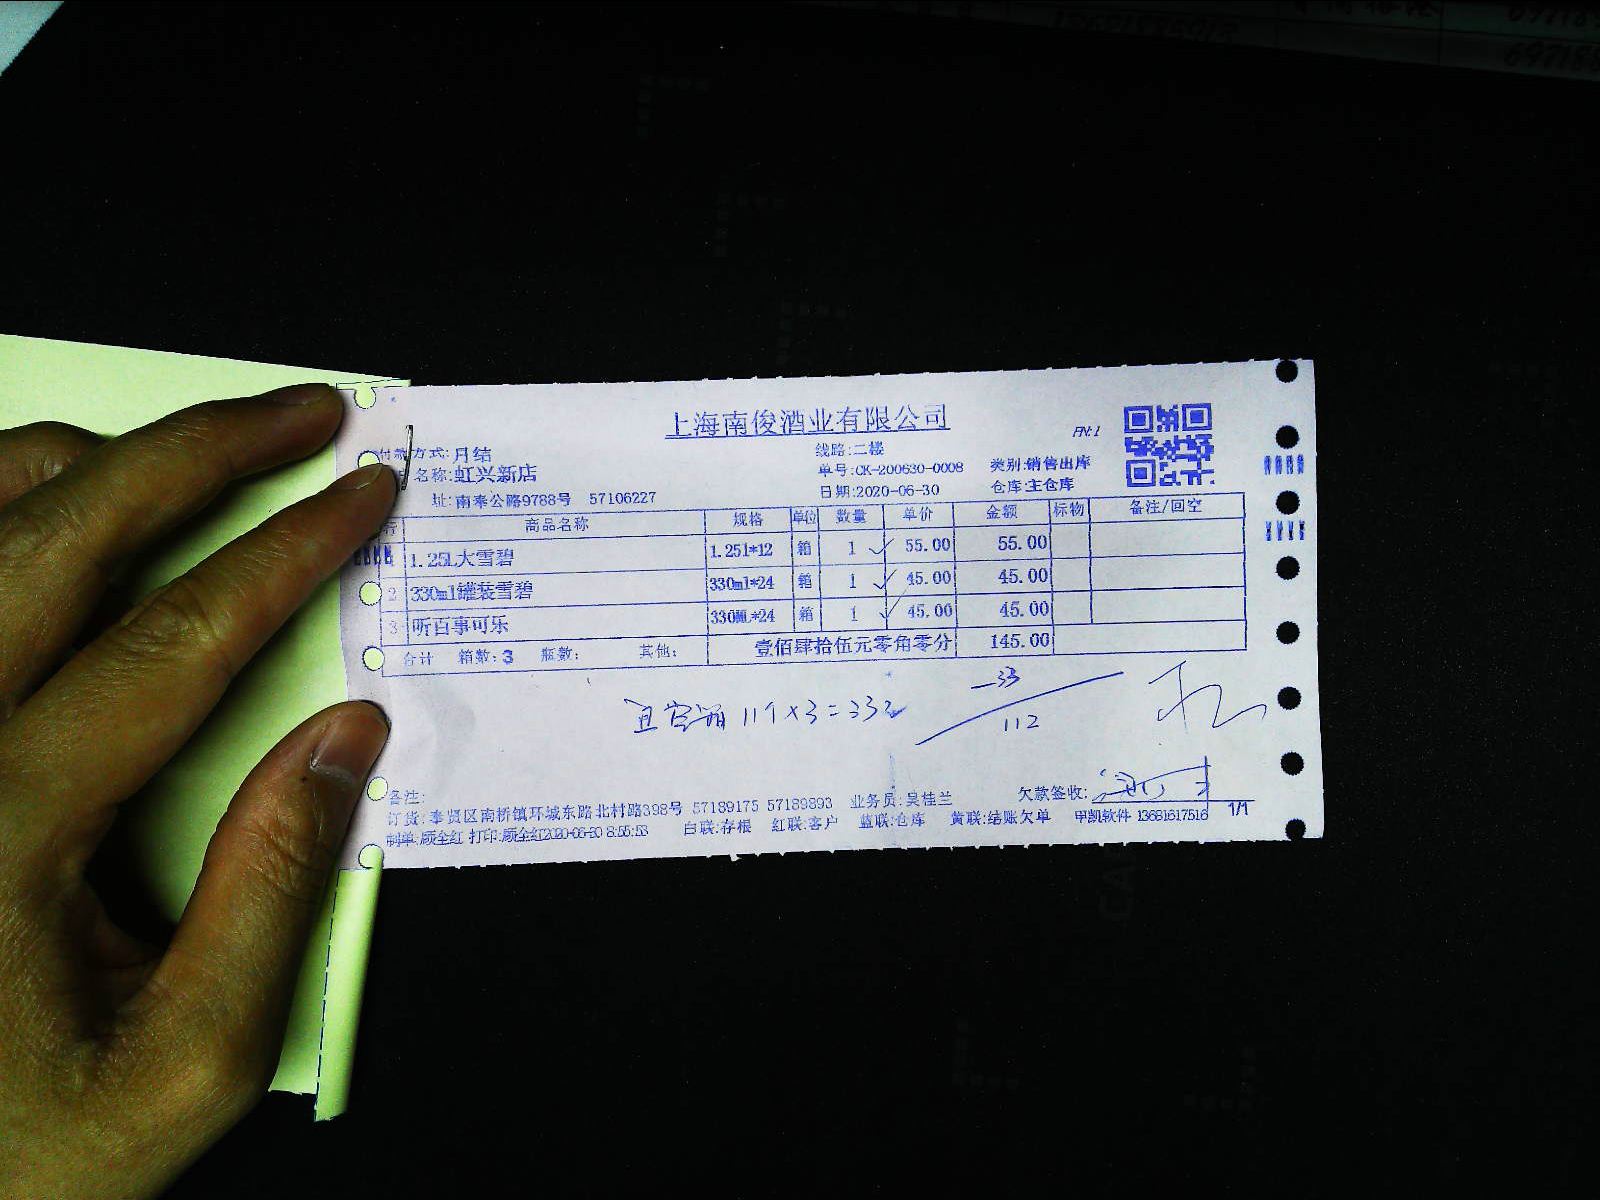 上海南俊酒业有限公司
付款方式:月结
线路:二楼
PN:1
名称:虹兴新店
单号:CK-200630-0008 类别:销售出库
址:南奉公路9788号 57106227
日期:2020-06-30 仓库:主仓库
行 商品名称 规格 单位 数量 单价 金额 标物 备注/回空
1.25L大雪碧 1.25l*12 箱 1 55.00 55.00
2 330ml罐装雪碧 330ml*24 箱 1 45.00 45.00
3 听百事可乐 330ml*24 箱 1 45.00 45.00
合计 箱数:3 瓶数: 其他: 壹佰肆拾伍元零角零分 145.00
-33
112
备注:
欠款签收:
订货:奉贤区南桥镇环城东路北村路398号 57189175 57189893 业务员:吴桂兰
制单:顾全红 打印:顾全红2020-06-30 8:55:53 白联:存根 红联:客户 蓝联:仓库 黄联:结账欠单 甲凯软件 13681617516 1/1